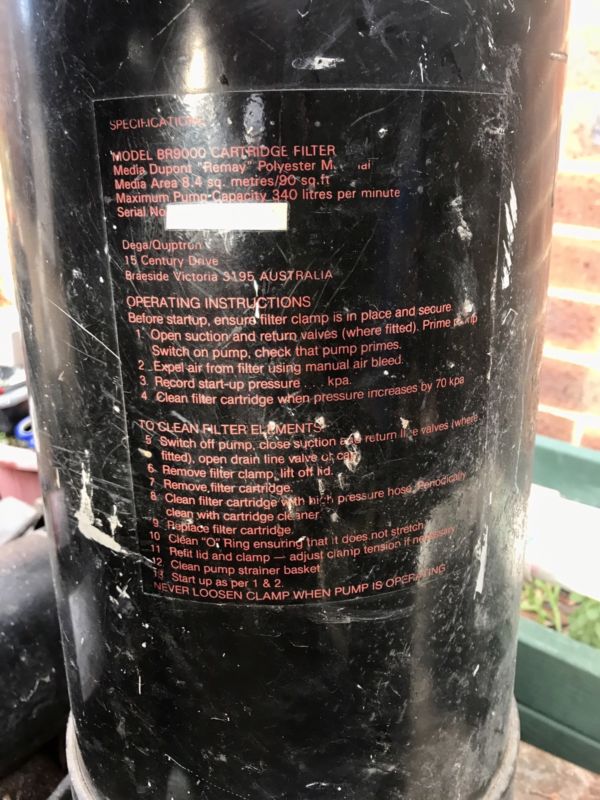 SPECIFICATIONS
MODEL BR9000 CARTRIDGE FILTER
Media Dupont "Remay" Polyester
Media Area 8.4 sq. metres/90 sq.ft
Maximum Pump Capacity 340 litres per minute
Serial No
Dega/Quiptron
15 Century Drive
Braeside Victoria 3195 AUSTRALIA
OPERATING INSTRUCTIONS
Before startup, ensure filter clamp is in place and secure
1. Open suction and return valves (where fitted). Prime pump
Switch on pump, check that pump primes.
2. Expel air from filter using manual air bleed.
3. Record start-up pressure .... kpa.
4 Clean filter cartridge when pressure increases by 70 kpa
TO CLEAN FILTER ELEMENTS
5 Switch off pump, close suction and return line valves (where
fitted), open drain line valve or cap
6 Remove filter clamp, lift off lid.
7 Remove filter cartridge.
8 Clean filter cartridge with high pressure hose. Periodically
clean with cartridge cleaner.
9 Replace filter cartridge.
10 Clean "O" Ring ensuring that it does not stretch
11 Refit lid and clamp — adjust clamp tension if necessary
12 Clean pump strainer basket
13 Start up as per 1 & 2.
NEVER LOOSEN CLAMP WHEN PUMP IS OPERATING